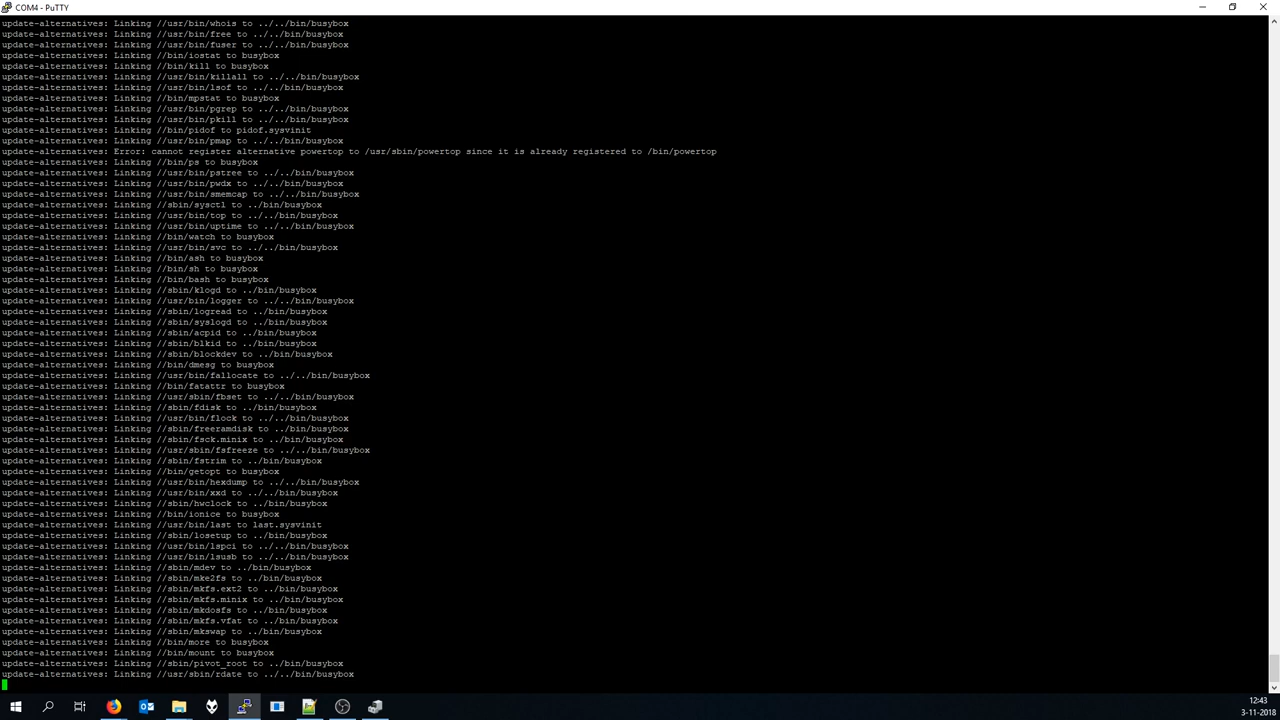 COM4 - PuTTY
update-alternatives: Linking //usr/bin/whois to ../../bin/busybox
update-alternatives: Linking //usr/bin/free to ../../bin/busybox
update-alternatives: Linking //usr/bin/fuser to ../../bin/busybox
update-alternatives: Linking //bin/iostat to busybox
update-alternatives: Linking //bin/kill to busybox
update-alternatives: Linking //usr/bin/killall to ../../bin/busybox
update-alternatives: Linking //usr/bin/lsof to ../../bin/busybox
update-alternatives: Linking //bin/mpstat to busybox
update-alternatives: Linking //usr/bin/pgrep to ../../bin/busybox
update-alternatives: Linking //usr/bin/pkill to ../../bin/busybox
update-alternatives: Linking //bin/pidof to pidof.sysvinit
update-alternatives: Linking //usr/bin/pmap to ../../bin/busybox
update-alternatives: Error: cannot register alternative powertop to /usr/sbin/powertop since it is already registered to /bin/powertop
update-alternatives: Linking //bin/ps to busybox
update-alternatives: Linking //usr/bin/pstree to ../../bin/busybox
update-alternatives: Linking //usr/bin/pwdx to ../../bin/busybox
update-alternatives: Linking //usr/bin/smemcap to ../../bin/busybox
update-alternatives: Linking //sbin/sysctl to ../bin/busybox
update-alternatives: Linking //usr/bin/top to ../../bin/busybox
update-alternatives: Linking //usr/bin/uptime to ../../bin/busybox
update-alternatives: Linking //bin/watch to busybox
update-alternatives: Linking //usr/bin/svc to ../../bin/busybox
update-alternatives: Linking //bin/ash to busybox
update-alternatives: Linking //bin/sh to busybox
update-alternatives: Linking //bin/bash to busybox
update-alternatives: Linking //sbin/klogd to ../bin/busybox
update-alternatives: Linking //usr/bin/logger to ../../bin/busybox
update-alternatives: Linking //sbin/logread to ../bin/busybox
update-alternatives: Linking //sbin/syslogd to ../bin/busybox
update-alternatives: Linking //sbin/acpid to ../bin/busybox
update-alternatives: Linking //sbin/blkid to ../bin/busybox
update-alternatives: Linking //sbin/blockdev to ../bin/busybox
update-alternatives: Linking //bin/dmesg to busybox
update-alternatives: Linking //usr/bin/fallocate to ../../bin/busybox
update-alternatives: Linking //bin/fatattr to busybox
update-alternatives: Linking //usr/sbin/fbset to ../../bin/busybox
update-alternatives: Linking //sbin/fdisk to ../bin/busybox
update-alternatives: Linking //usr/bin/flock to ../../bin/busybox
update-alternatives: Linking //sbin/freeramdisk to ../bin/busybox
update-alternatives: Linking //sbin/fsck.minix to ../bin/busybox
update-alternatives: Linking //usr/sbin/fsfreeze to ../../bin/busybox
update-alternatives: Linking //sbin/fstrim to ../bin/busybox
update-alternatives: Linking //bin/getopt to busybox
update-alternatives: Linking //usr/bin/hexdump to ../../bin/busybox
update-alternatives: Linking //usr/bin/xxd to ../../bin/busybox
update-alternatives: Linking //sbin/hwclock to ../bin/busybox
update-alternatives: Linking //bin/ionice to busybox
update-alternatives: Linking //usr/bin/last to last.sysvinit
update-alternatives: Linking //sbin/losetup to ../bin/busybox
update-alternatives: Linking //usr/bin/lspci to ../../bin/busybox
update-alternatives: Linking //usr/bin/lsusb to ../../bin/busybox
update-alternatives: Linking //sbin/mdev to ../bin/busybox
update-alternatives: Linking //sbin/mke2fs to ../bin/busybox
update-alternatives: Linking //sbin/mkfs.ext2 to ../bin/busybox
update-alternatives: Linking //sbin/mkfs.minix to ../bin/busybox
update-alternatives: Linking //sbin/mkdosfs to ../bin/busybox
update-alternatives: Linking //sbin/mkfs.vfat to ../bin/busybox
update-alternatives: Linking //sbin/mkswap to ../bin/busybox
update-alternatives: Linking //bin/more to busybox
update-alternatives: Linking //bin/mount to busybox
update-alternatives: Linking //sbin/pivot_root to ../bin/busybox
update-alternatives: Linking //usr/sbin/rdate to ../../bin/busybox
12:43
3-11-2018